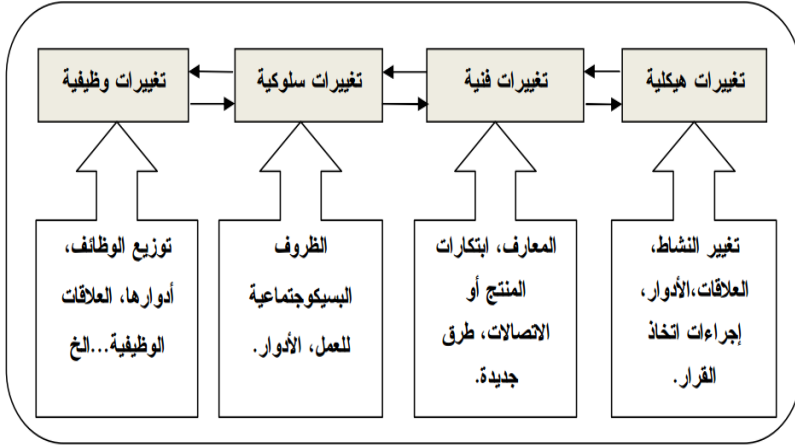 تغييرات هيكلية
تغييرات فنية
تغييرات سلوكية
تغييرات وظيفية
تغيير النشاط،
العلاقات،الأدوار،
إجراءات اتخاذ
القرار.
المعارف، ابتكارات
المنتج أو
الاتصالات، طرق
جديدة.
الظروف
البسيكوجتماعية
للعمل، الأدوار.
توزيع الوظائف،
أدوارها، العلاقات
الوظيفية...الخ